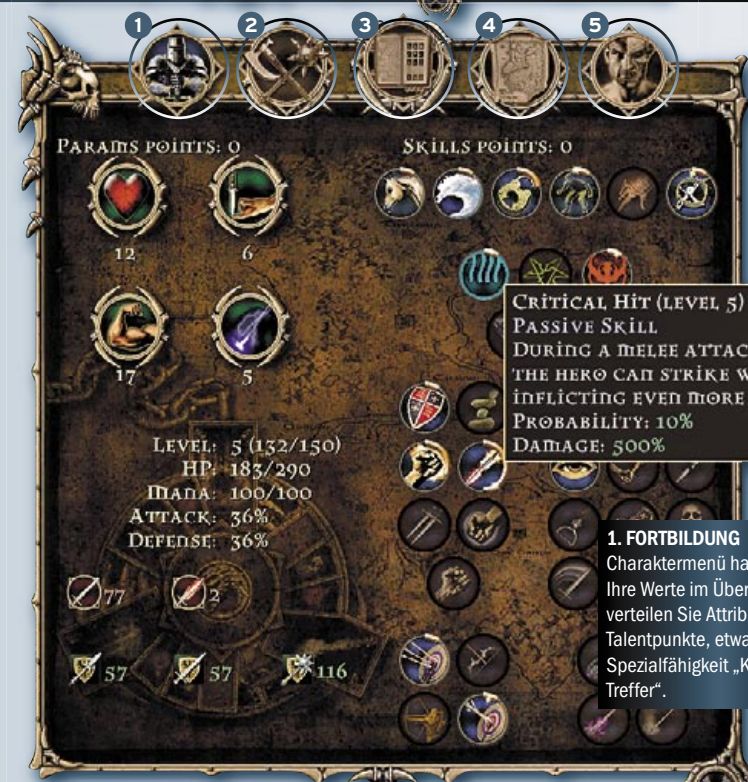 1 2 3 4 5
PARAMS POINTS: 0
SKILLS POINTS: 0
12
6
17
5
CRITICAL HIT (LEVEL 5)
PASSIVE SKILL
DURING A MELEE ATTAC
THE HERO CAN STRIKE W
INFLICTING EVEN MORE
PROBABILITY: 10%
DAMAGE: 500%
LEVEL: 5 (132/150)
HP: 183/290
MANA: 100/100
ATTACK: 36%
DEFENSE: 36%
77
2
57
57
116
1. FORTBILDUNG
Charaktermenü ha
Ihre Werte im Über
verteilen Sie Attrib
Talentpunkte, etwa
Spezialfähigkeit „K
Treffer“.